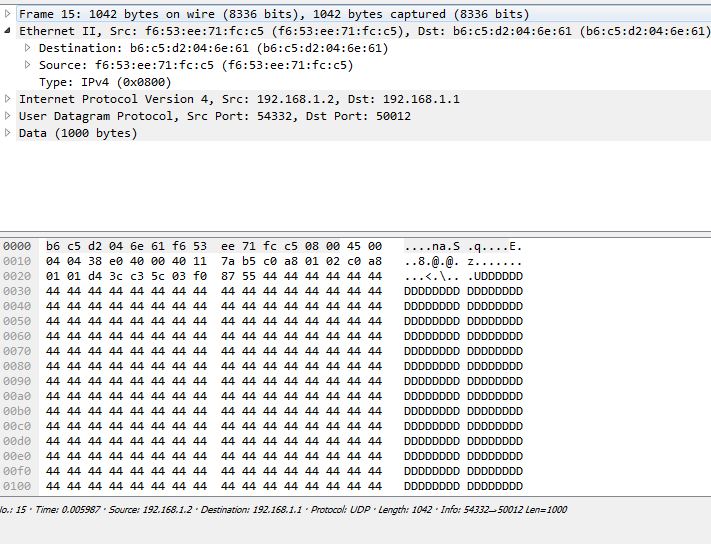 Frame 15: 1042 bytes on wire (8336 bits), 1042 bytes captured (8336 bits)
Ethernet II, Src: f6:53:ee:71:fc:c5 (f6:53:ee:71:fc:c5), Dst: b6:c5:d2:04:6e:61 (b6:c5:d2:04:6e:61)
Destination: b6:c5:d2:04:6e:61 (b6:c5:d2:04:6e:61)
Source: f6:53:ee:71:fc:c5 (f6:53:ee:71:fc:c5)
Type: IPv4 (0x0800)
Internet Protocol Version 4, Src: 192.168.1.2, Dst: 192.168.1.1
User Datagram Protocol, Src Port: 54332, Dst Port: 50012
Data (1000 bytes)
0000 b6 c5 d2 04 6e 61 f6 53 ee 71 fc c5 08 00 45 00 ....na.S .q....E.
0010 04 04 38 e0 40 00 40 11 7a b5 c0 a8 01 02 c0 a8 ..8.@.@. z.......
0020 01 01 d4 3c c3 5c 03 f0 87 55 44 44 44 44 44 44 ...<.\.. .UDDDDDD
0030 44 44 44 44 44 44 44 44 44 44 44 44 44 44 44 44 DDDDDDDD DDDDDDDD
0040 44 44 44 44 44 44 44 44 44 44 44 44 44 44 44 44 DDDDDDDD DDDDDDDD
0050 44 44 44 44 44 44 44 44 44 44 44 44 44 44 44 44 DDDDDDDD DDDDDDDD
0060 44 44 44 44 44 44 44 44 44 44 44 44 44 44 44 44 DDDDDDDD DDDDDDDD
0070 44 44 44 44 44 44 44 44 44 44 44 44 44 44 44 44 DDDDDDDD DDDDDDDD
0080 44 44 44 44 44 44 44 44 44 44 44 44 44 44 44 44 DDDDDDDD DDDDDDDD
0090 44 44 44 44 44 44 44 44 44 44 44 44 44 44 44 44 DDDDDDDD DDDDDDDD
00a0 44 44 44 44 44 44 44 44 44 44 44 44 44 44 44 44 DDDDDDDD DDDDDDDD
00b0 44 44 44 44 44 44 44 44 44 44 44 44 44 44 44 44 DDDDDDDD DDDDDDDD
00c0 44 44 44 44 44 44 44 44 44 44 44 44 44 44 44 44 DDDDDDDD DDDDDDDD
00d0 44 44 44 44 44 44 44 44 44 44 44 44 44 44 44 44 DDDDDDDD DDDDDDDD
00e0 44 44 44 44 44 44 44 44 44 44 44 44 44 44 44 44 DDDDDDDD DDDDDDDD
00f0 44 44 44 44 44 44 44 44 44 44 44 44 44 44 44 44 DDDDDDDD DDDDDDDD
0100 44 44 44 44 44 44 44 44 44 44 44 44 44 44 44 44 DDDDDDDD DDDDDDDD
o.: 15 · Time: 0.005987 · Source: 192.168.1.2 · Destination: 192.168.1.1 · Protocol: UDP · Length: 1042 · Info: 54332→50012 Len=1000